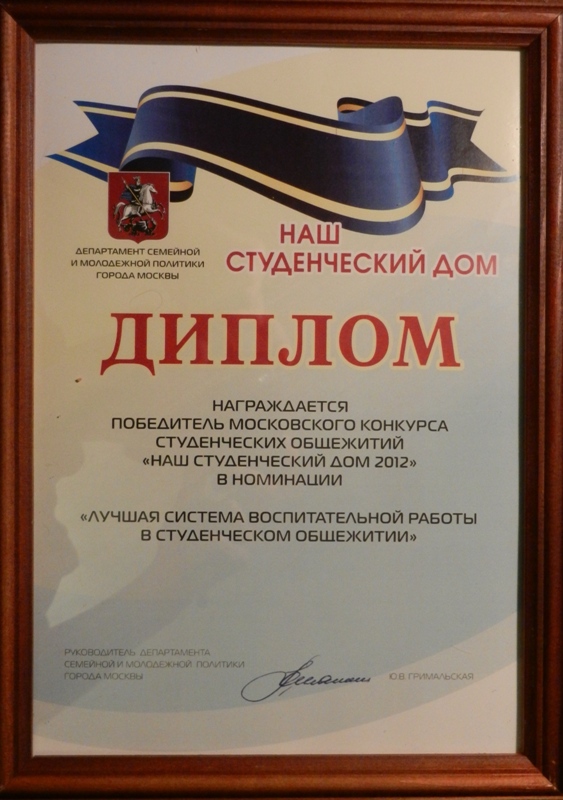 ДЕПАРТАМЕНТ СЕМЕЙНОЙ
И МОЛОДЕЖНОЙ ПОЛИТИКИ
ГОРОДА МОСКВЫ
НАШ
СТУДЕНЧЕСКИЙ ДОМ
ДИПЛОМ
НАГРАЖДАЕТСЯ
ПОБЕДИТЕЛЬ МОСКОВСКОГО КОНКУРСА
СТУДЕНЧЕСКИХ ОБЩЕЖИТИЙ
«НАШ СТУДЕНЧЕСКИЙ ДОМ 2012»
В НОМИНАЦИИ
«ЛУЧШАЯ СИСТЕМА ВОСПИТАТЕЛЬНОЙ РАБОТЫ
В СТУДЕНЧЕСКОМ ОБЩЕЖИТИИ»
РУКОВОДИТЕЛЬ ДЕПАРТАМЕНТА
СЕМЕЙНОЙ И МОЛОДЕЖНОЙ ПОЛИТИКИ
ГОРОДА МОСКВЫ
Ю.В. ГРИМАЛЬСКАЯ